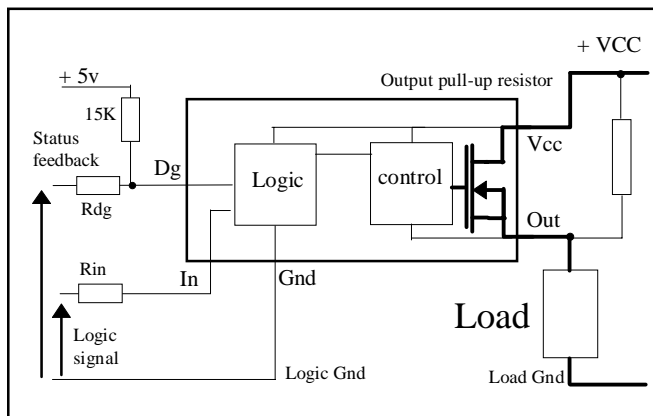 + VCC
+ 5v
Output pull-up resistor
15K
Status
feedback
Dg
Vcc
Logic
control
Rdg
Out
Rin
In
Gnd
Load
Logic
signal
Logic Gnd
Load Gnd